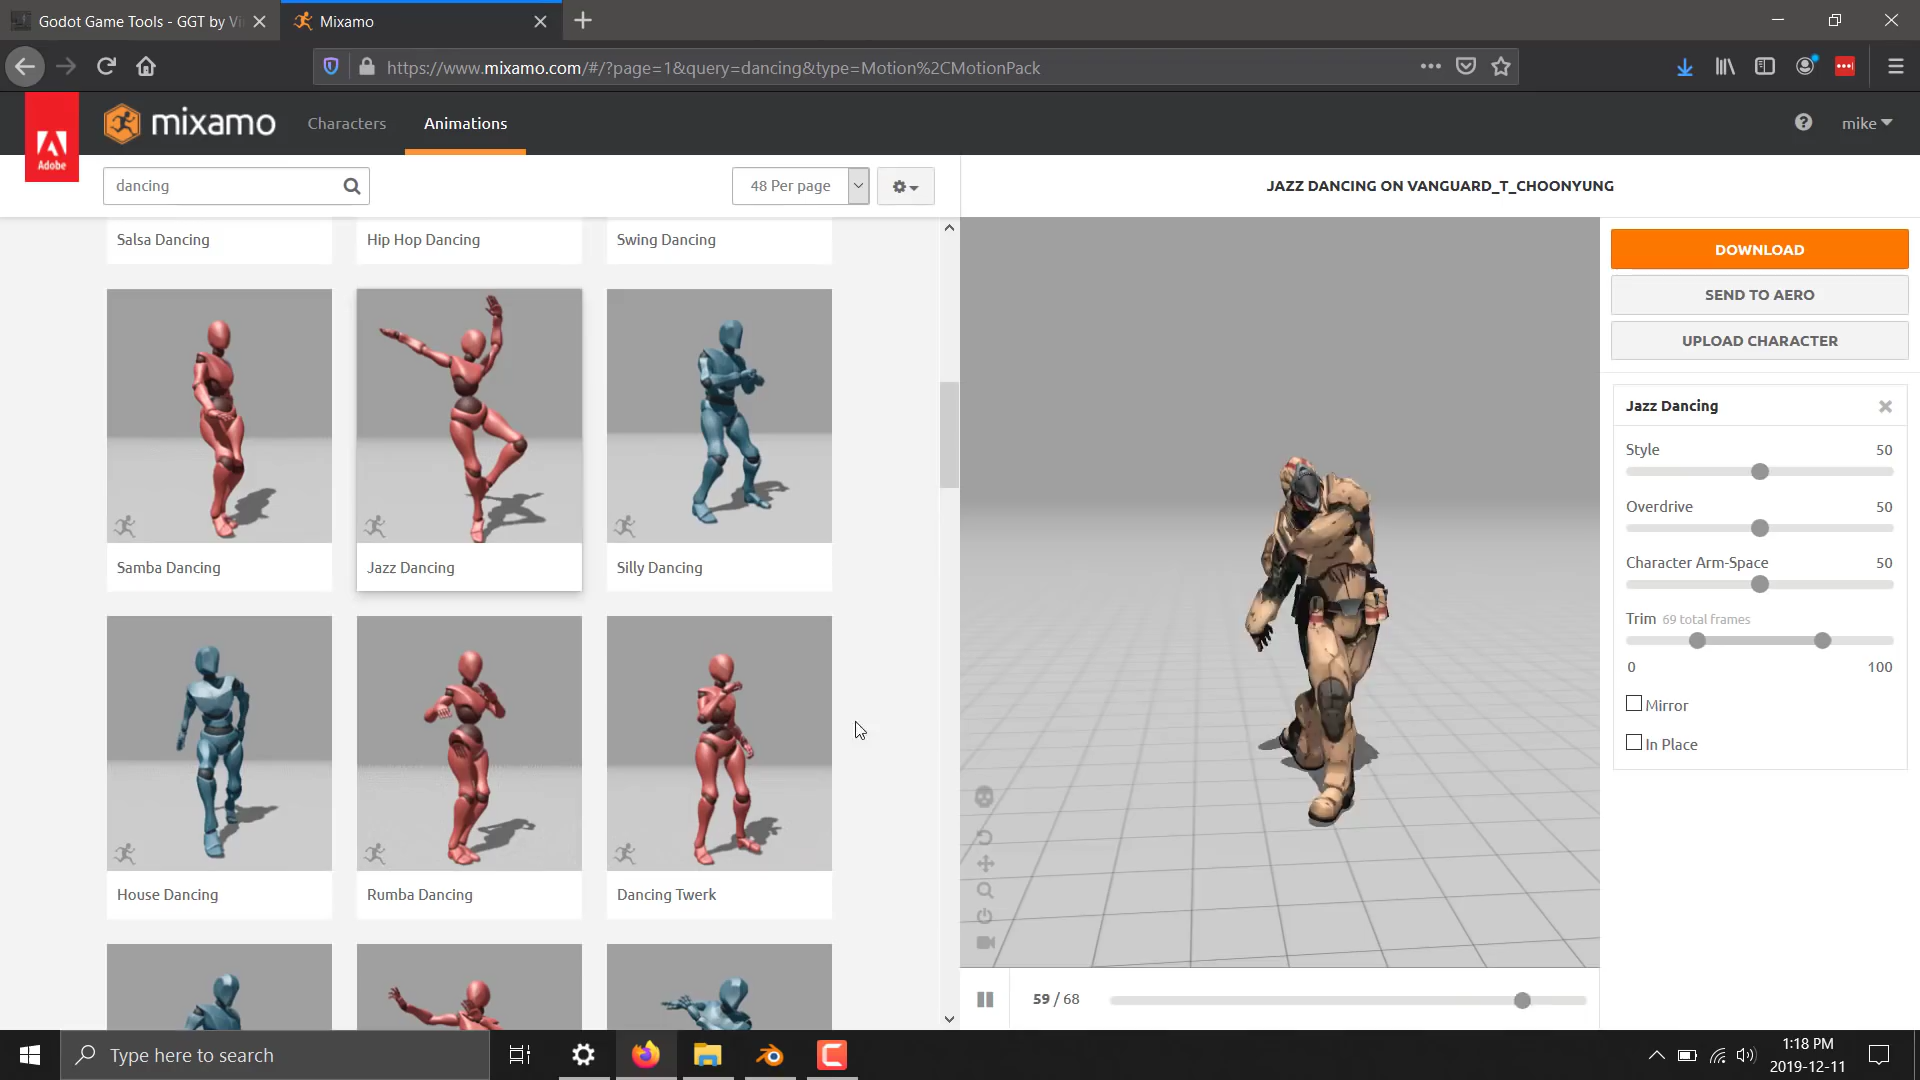 Godot Game Tools - GGT by Vi
Mixamo
https://www.mixamo.com/#/?page=1&query=dancing&type=Motion%2CMotionPack
Adobe
mixamo
Characters
Animations
mike
dancing
48 Per page
JAZZ DANCING ON VANGUARD_T_CHOONYUNG
Salsa Dancing
Hip Hop Dancing
Swing Dancing
Samba Dancing
Jazz Dancing
Silly Dancing
House Dancing
Rumba Dancing
Dancing Twerk
DOWNLOAD
SEND TO AERO
UPLOAD CHARACTER
Jazz Dancing
Style 50
Overdrive 50
Character Arm-Space 50
Trim 69 total frames
0 100
Mirror
In Place
59 / 68
Type here to search
1:18 PM
2019-12-11